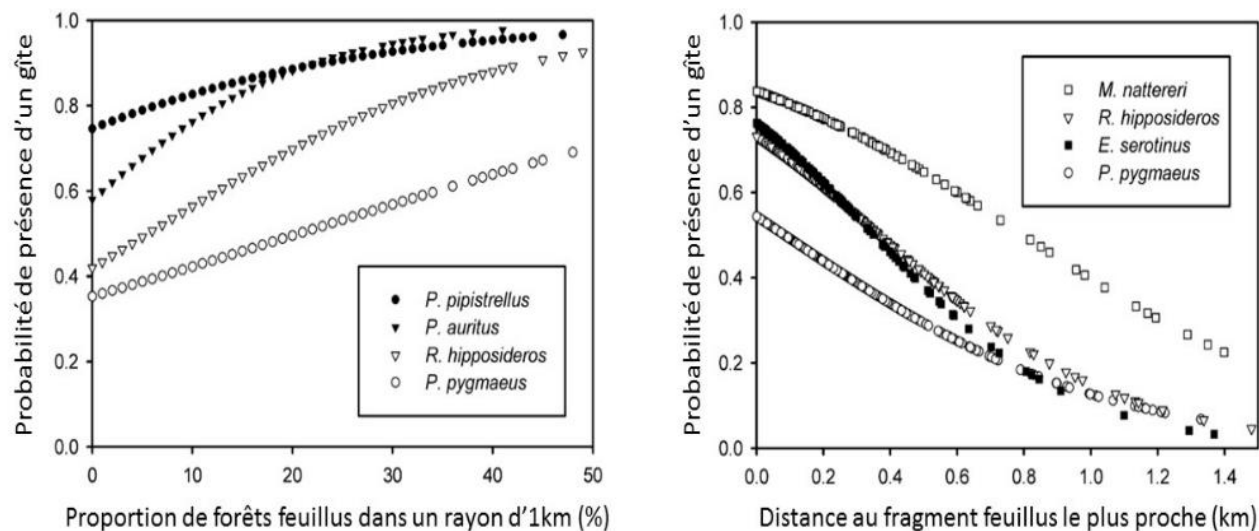 Probabilité de présence d'un gîte
1.0
0.8
0.6
0.4
0.2
0.0
P. pipistrellus
P. auritus
R. hipposideros
P. pygmaeus
0 10 20 30 40 50
Proportion de forêts feuillus dans un rayon d'1km (%)
Probabilité de présence d'un gîte
1.0
0.8
0.6
0.4
0.2
0.0
M. nattereri
R. hipposideros
E. serotinus
P. pygmaeus
0.0 0.2 0.4 0.6 0.8 1.0 1.2 1.4
Distance au fragment feuillus le plus proche (km)